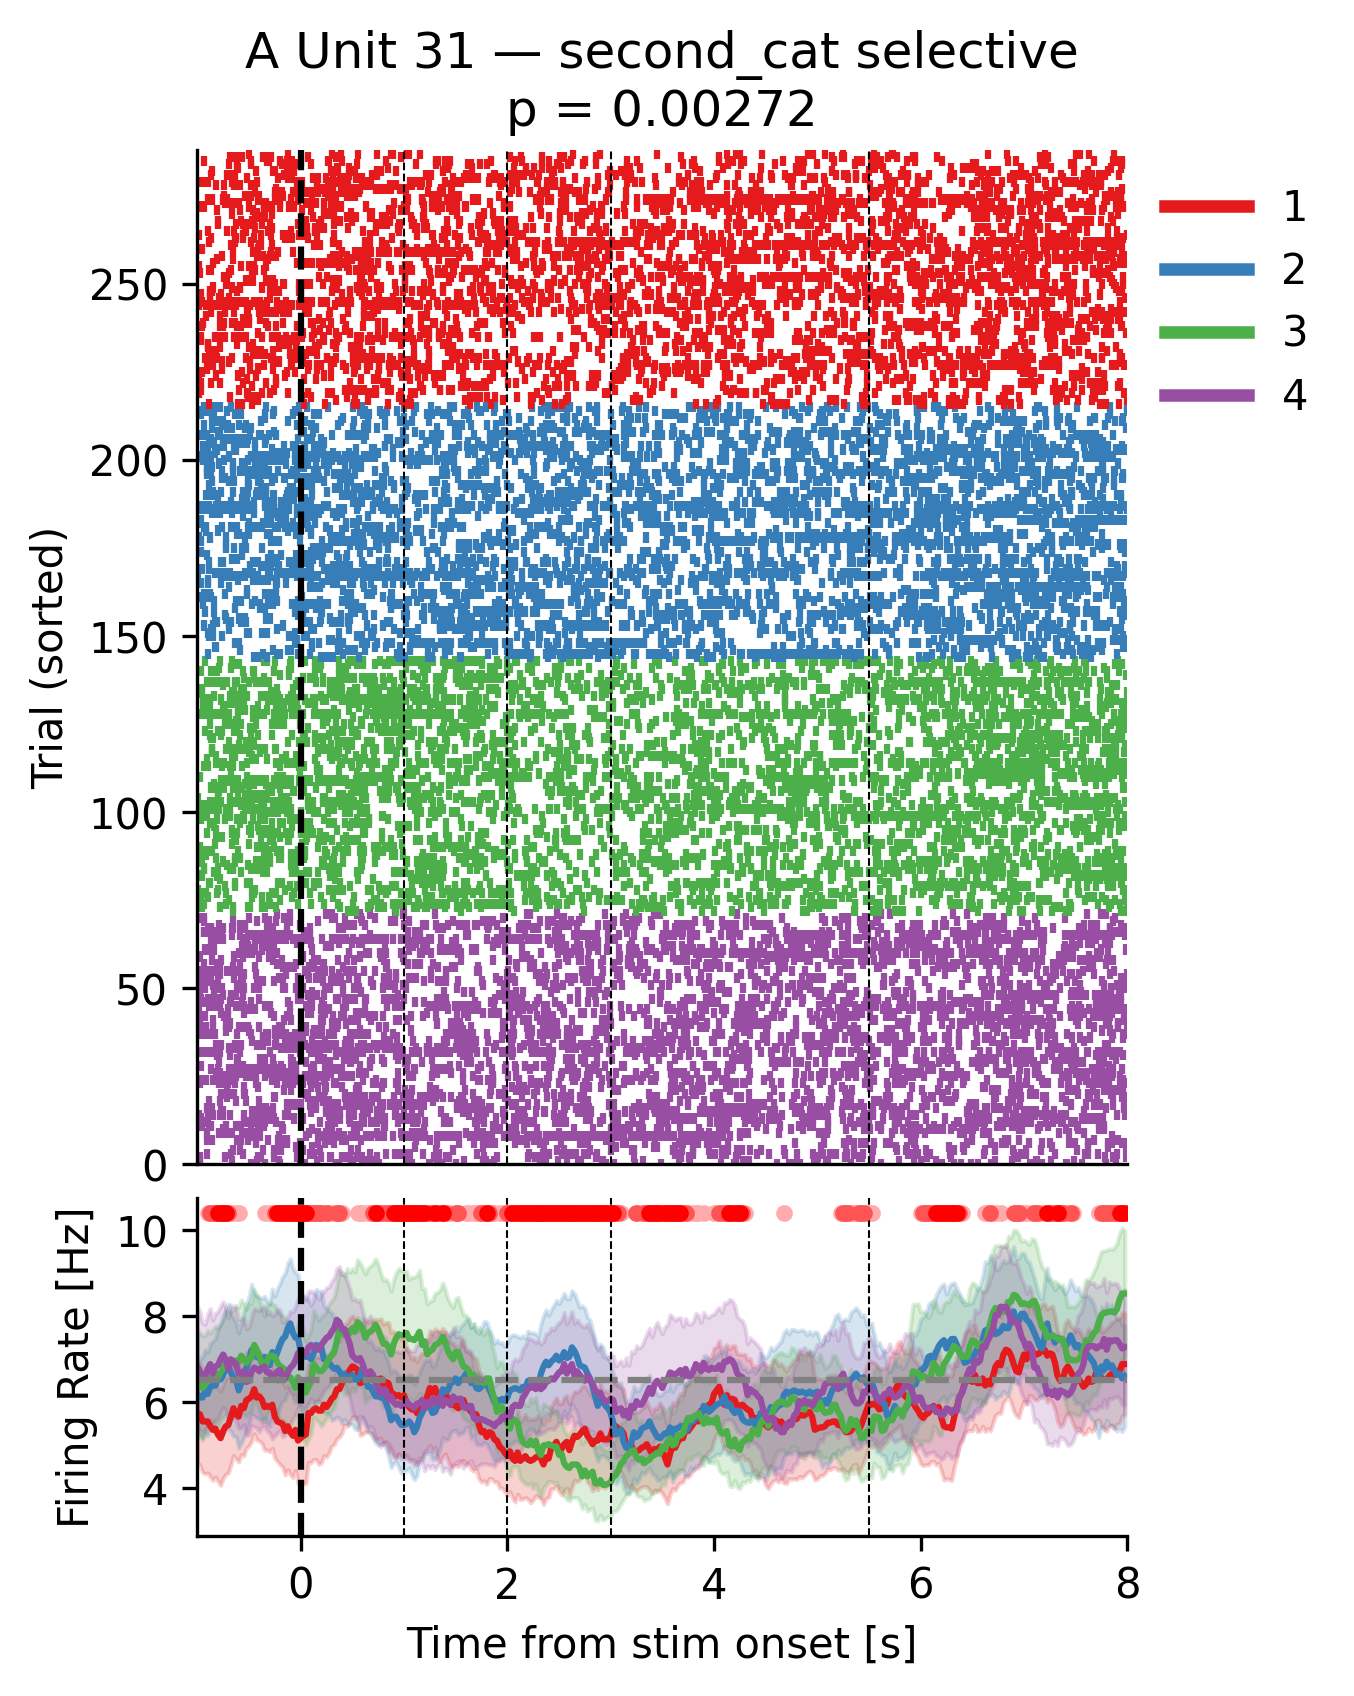 A Unit 31 — second_cat selective
p = 0.00272
1
2
3
4
250
200
150
100
50
0
Trial (sorted)
10
8
6
4
Firing Rate [Hz]
0 2 4 6 8
Time from stim onset [s]